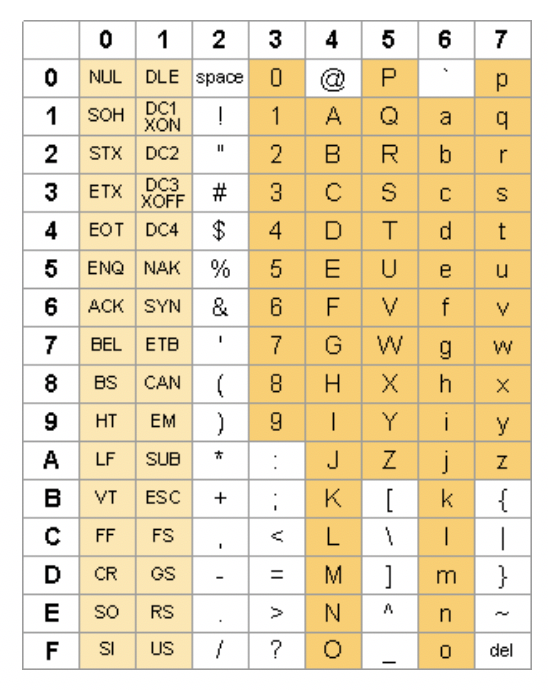 0 1 2 3 4 5 6 7
0 NUL DLE space 0 @ P ` p
1 SOH DC1 XON ! 1 A Q a q
2 STX DC2 " 2 B R b r
3 ETX DC3 XOFF # 3 C S c s
4 EOT DC4 $ 4 D T d t
5 ENQ NAK % 5 E U e u
6 ACK SYN & 6 F V f v
7 BEL ETB ' 7 G W g w
8 BS CAN ( 8 H X h x
9 HT EM ) 9 I Y i y
A LF SUB * : J Z j z
B VT ESC + ; K [ k {
C FF FS , < L \ l |
D CR GS - = M ] m }
E SO RS . > N ^ n ~
F SI US / ? O _ o del